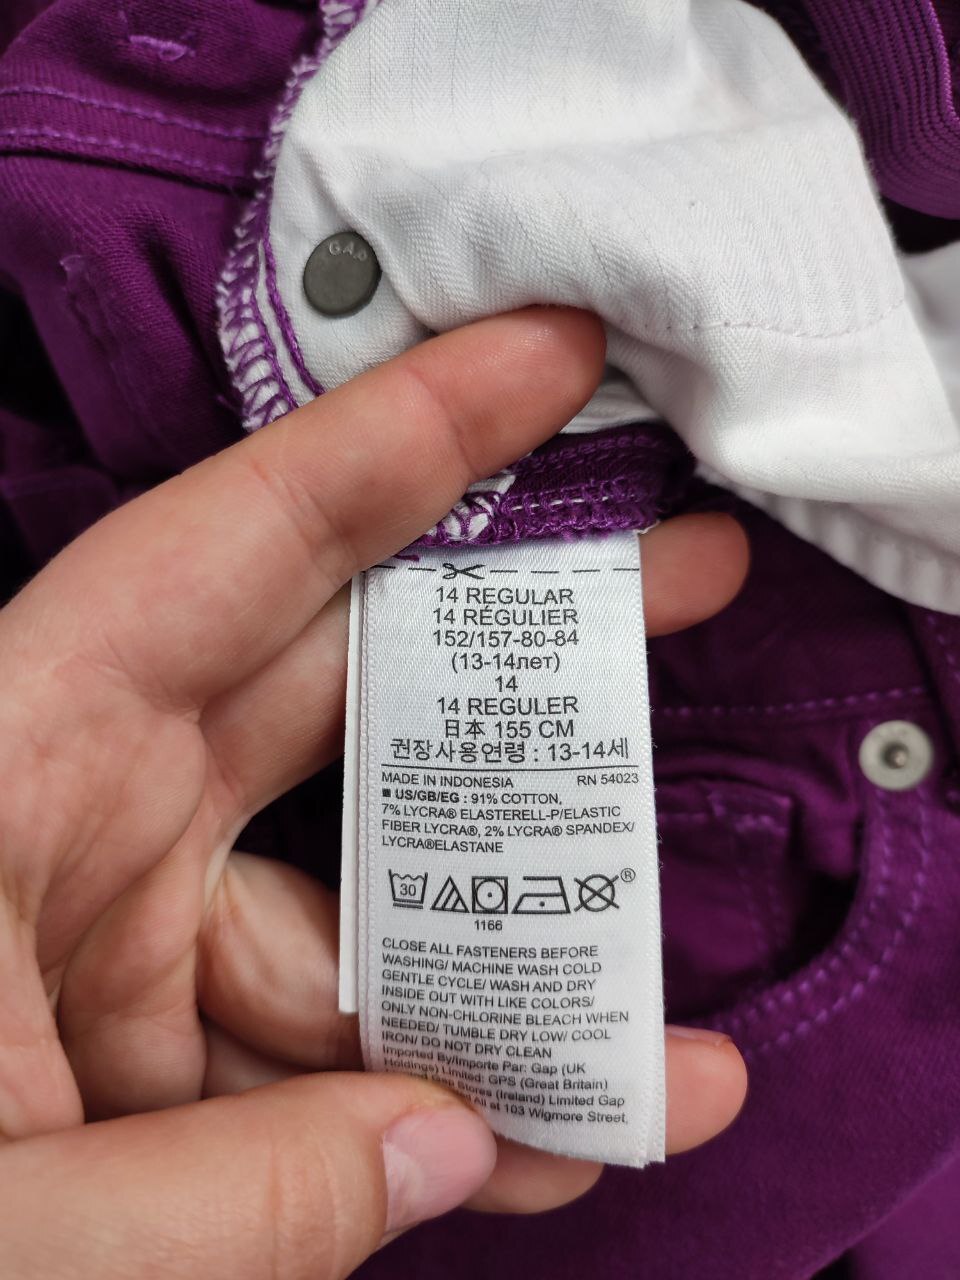 GAP
14 REGULAR
14 RÉGULIER
152/157-80-84
(13-14лет)
14
14 REGULER
日本 155 CM
권장사용연령 : 13-14세
MADE IN INDONESIA RN 54023
■ US/GB/EG : 91% COTTON,
7% LYCRA® ELASTERELL-P/ELASTIC
FIBER LYCRA®, 2% LYCRA® SPANDEX/
LYCRA®ELASTANE
30 ®
1166
CLOSE ALL FASTENERS BEFORE
WASHING/ MACHINE WASH COLD
GENTLE CYCLE/ WASH AND DRY
INSIDE OUT WITH LIKE COLORS/
ONLY NON-CHLORINE BLEACH WHEN
NEEDED/ TUMBLE DRY LOW/ COOL
IRON/ DO NOT DRY CLEAN
Imported By/Importe Par: Gap (UK
Holdings) Limited: GPS (Great Britain)
Limited Gap Stores (Ireland) Limited Gap
All at 103 Wigmore Street,